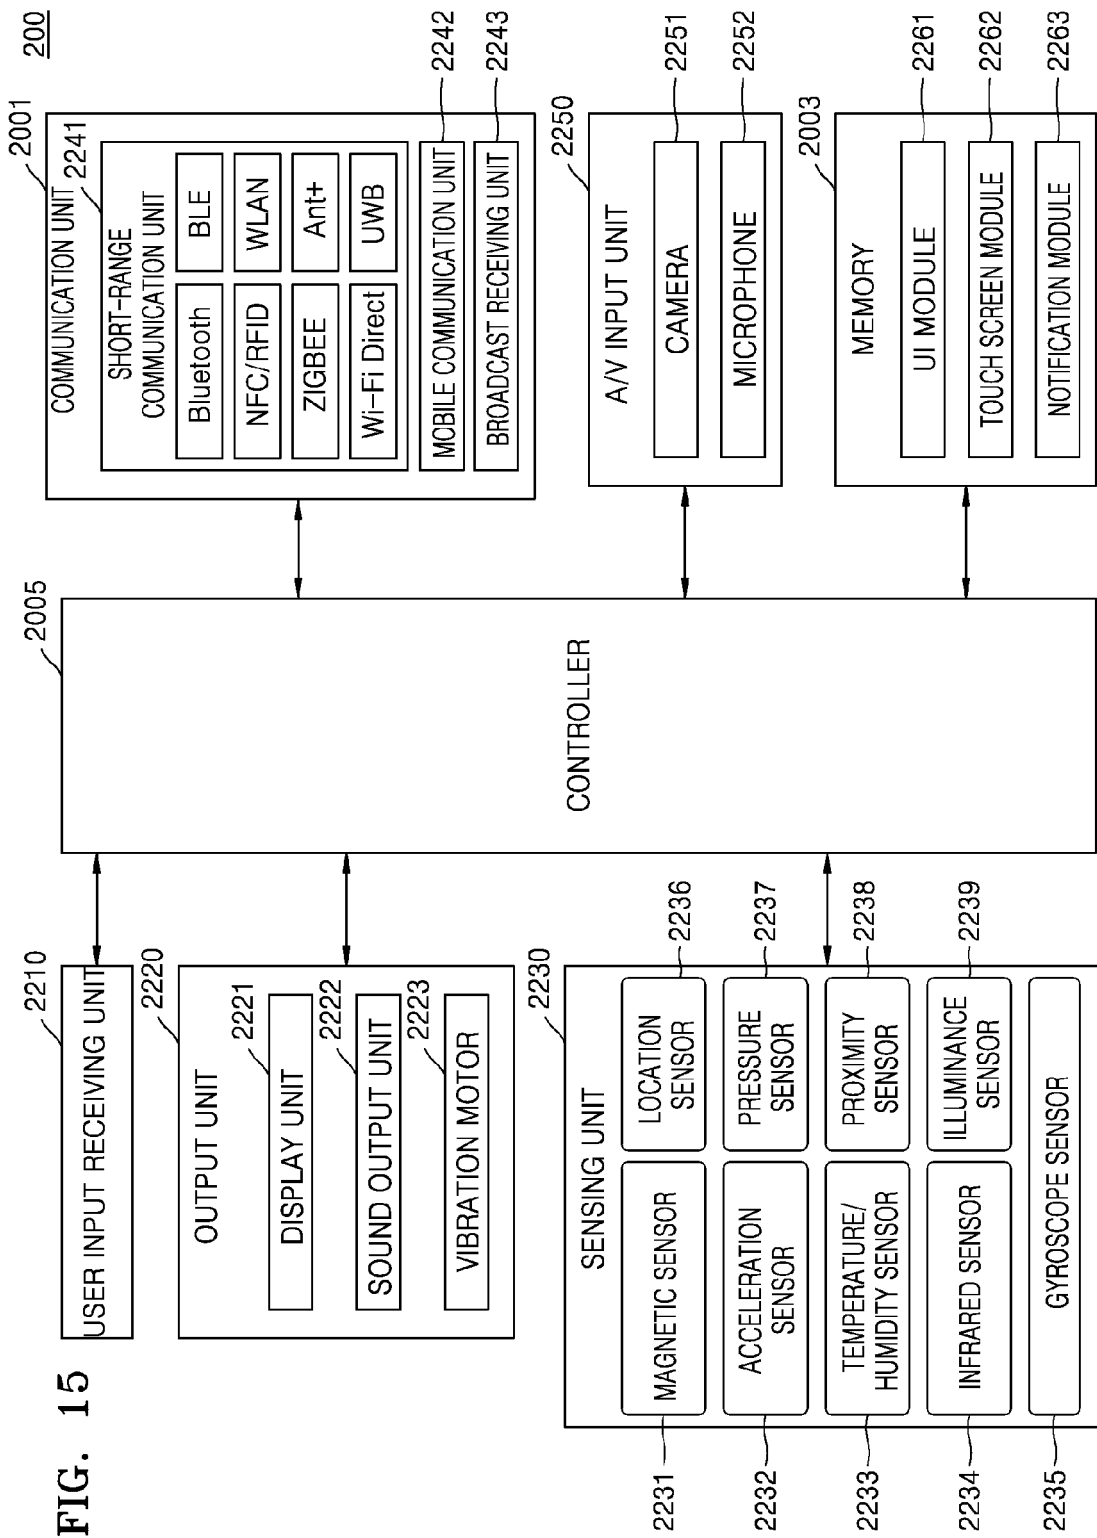 FIG. 15
200
2210
USER INPUT RECEIVING UNIT
2220
OUTPUT UNIT
2221
DISPLAY UNIT
2222
SOUND OUTPUT UNIT
2223
VIBRATION MOTOR
2230
SENSING UNIT
2231
MAGNETIC SENSOR
LOCATION
SENSOR
2236
2232
ACCELERATION
SENSOR
PRESSURE
SENSOR
2237
2233
TEMPERATURE/
HUMIDITY SENSOR
PROXIMITY
SENSOR
2238
2234
INFRARED SENSOR
ILLUMINANCE
SENSOR
2239
2235
GYROSCOPE SENSOR
2005
CONTROLLER
2001
COMMUNICATION UNIT
2241
SHORT-RANGE
COMMUNICATION UNIT
Bluetooth
BLE
NFC/RFID
WLAN
ZIGBEE
Ant+
Wi-Fi Direct
UWB
MOBILE COMMUNICATION UNIT
2242
BROADCAST RECEIVING UNIT
2243
2250
A/V INPUT UNIT
CAMERA
2251
MICROPHONE
2252
2003
MEMORY
UI MODULE
2261
TOUCH SCREEN MODULE
2262
NOTIFICATION MODULE
2263